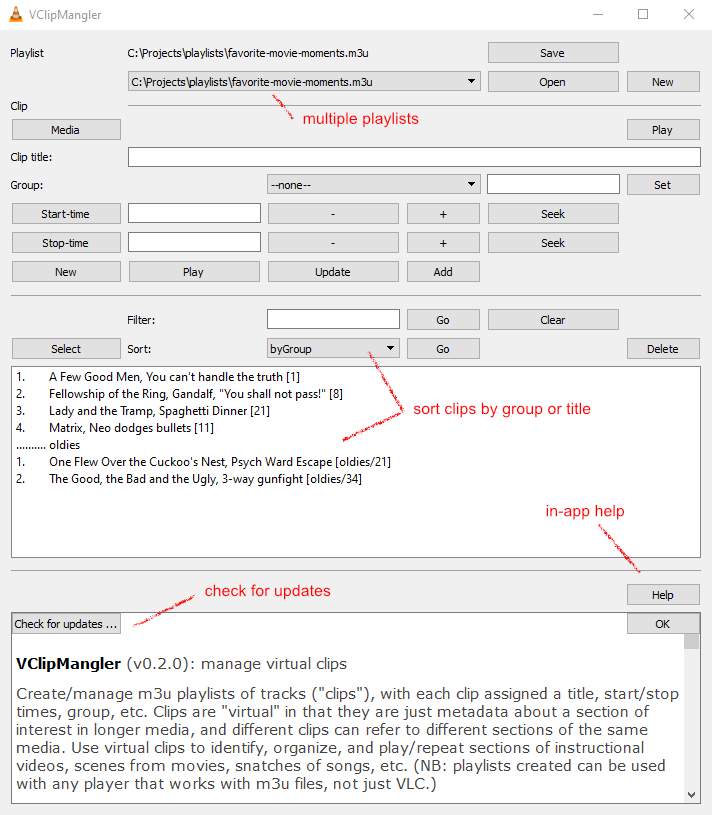 VClipMangler
Playlist C:\Projects\playlists\favorite-movie-moments.m3u Save
C:\Projects\playlists\favorite-movie-moments.m3u Open New
Clip
multiple playlists
Media Play
Clip title:
Group: --none-- Set
Start-time - + Seek
Stop-time - + Seek
New Play Update Add
Filter: Go Clear
Select Sort: byGroup Go Delete
1. A Few Good Men, You can't handle the truth [1]
2. Fellowship of the Ring, Gandalf, "You shall not pass!" [8]
3. Lady and the Tramp, Spaghetti Dinner [21]
sort clips by group or title
4. Matrix, Neo dodges bullets [11]
.......... oldies
1. One Flew Over the Cuckoo's Nest, Psych Ward Escape [oldies/21]
2. The Good, the Bad and the Ugly, 3-way gunfight [oldies/34]
in-app help
check for updates
Help
Check for updates ... OK
VClipMangler (v0.2.0): manage virtual clips
Create/manage m3u playlists of tracks ("clips"), with each clip assigned a title, start/stop
times, group, etc. Clips are "virtual" in that they are just metadata about a section of
interest in longer media, and different clips can refer to different sections of the same
media. Use virtual clips to identify, organize, and play/repeat sections of instructional
videos, scenes from movies, snatches of songs, etc. (NB: playlists created can be used
with any player that works with m3u files, not just VLC.)